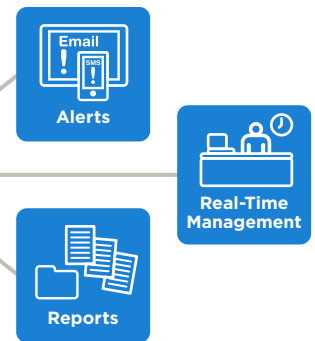 Email
!
SMS
!
Alerts
Real-Time
Management
Reports